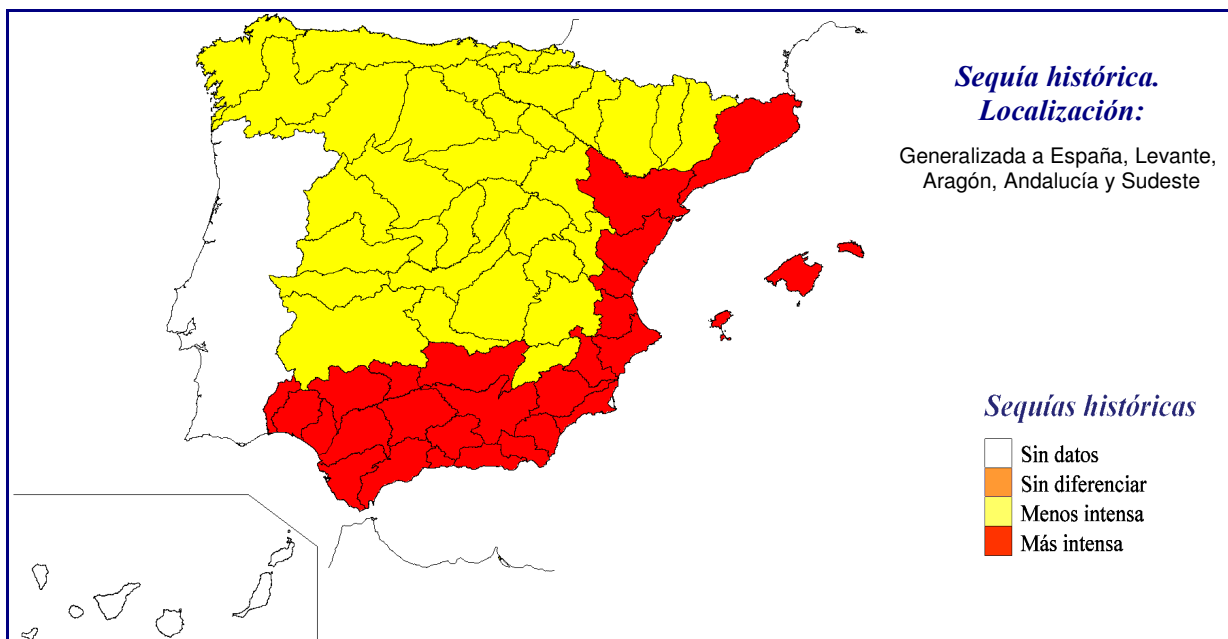 Sequía histórica.
Localización:
Generalizada a España, Levante,
Aragón, Andalucía y Sudeste
Sequías históricas
Sin datos
Sin diferenciar
Menos intensa
Más intensa